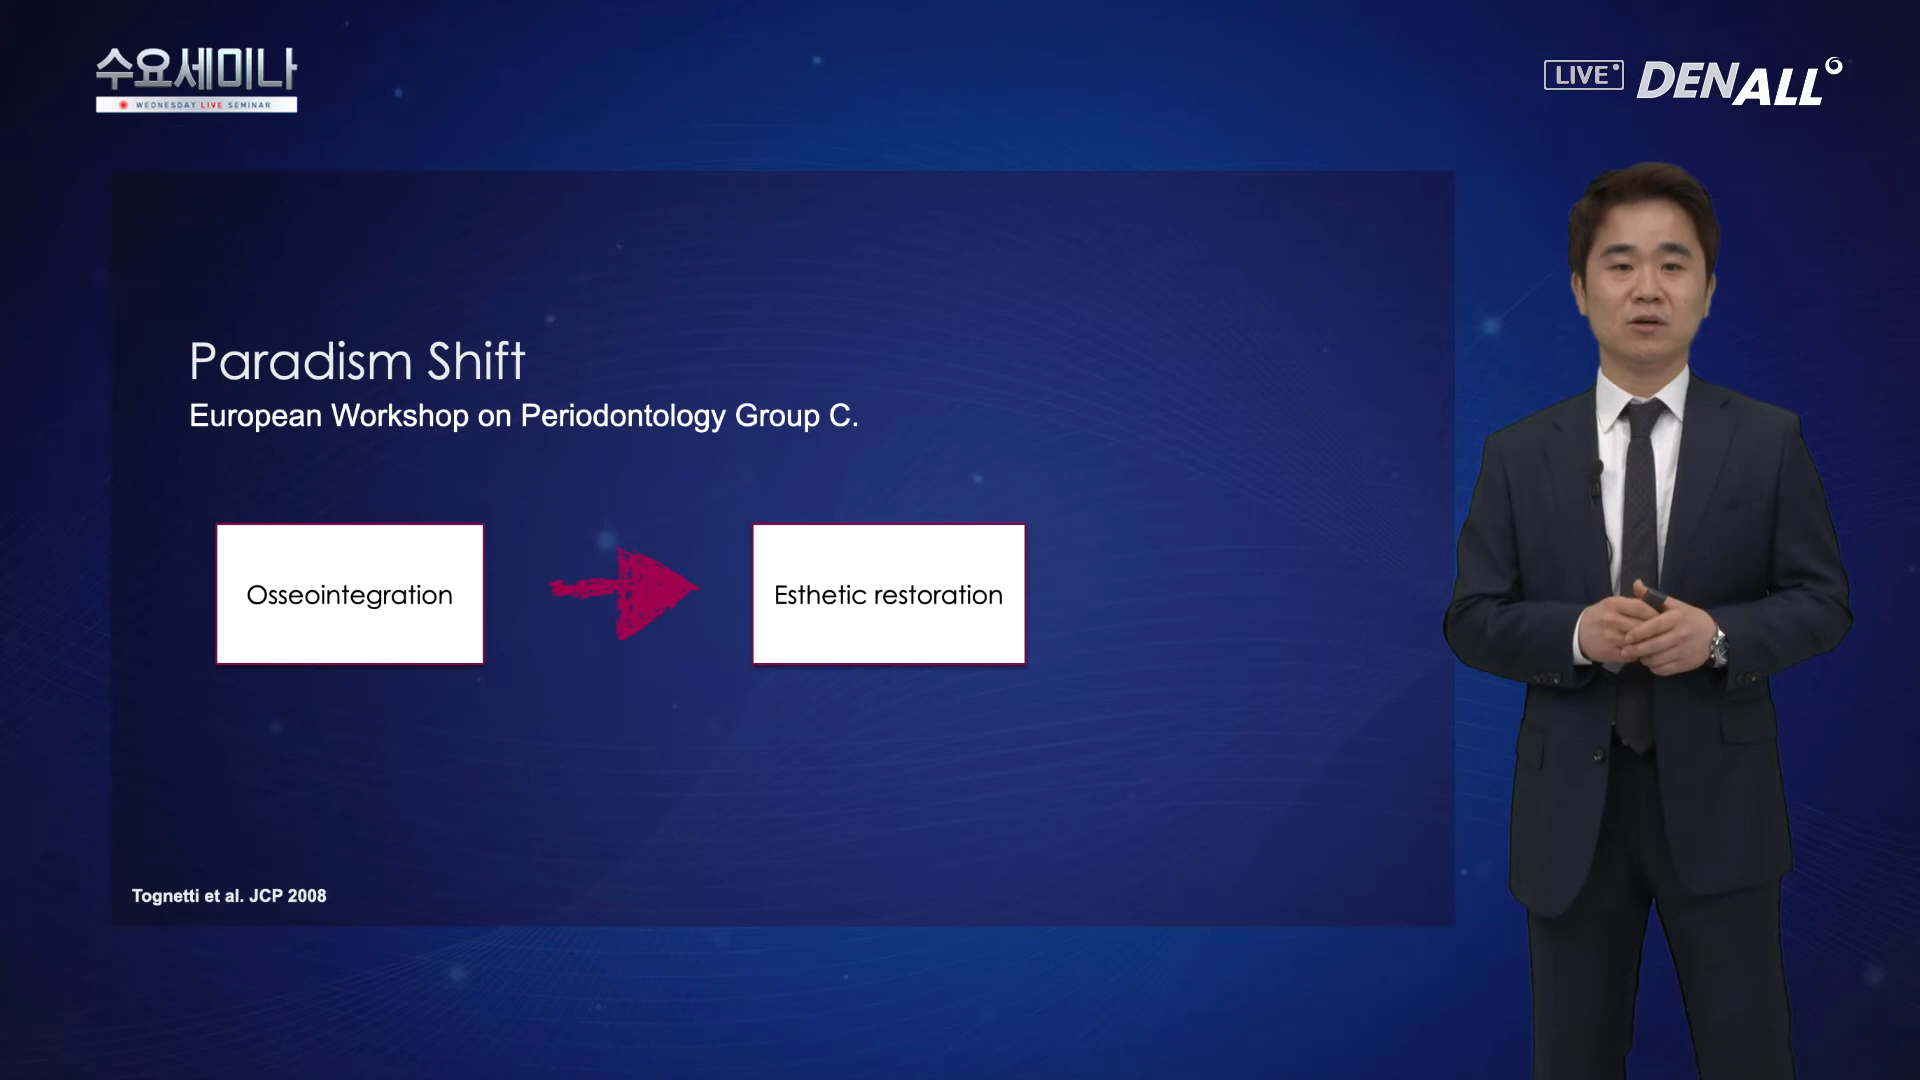 수요세미나
WEDNESDAY LIVE SEMINAR
LIVE
DENALL
Paradism Shift
European Workshop on Periodontology Group C.
Osseointegration
Esthetic restoration
Tognetti et al. JCP 2008